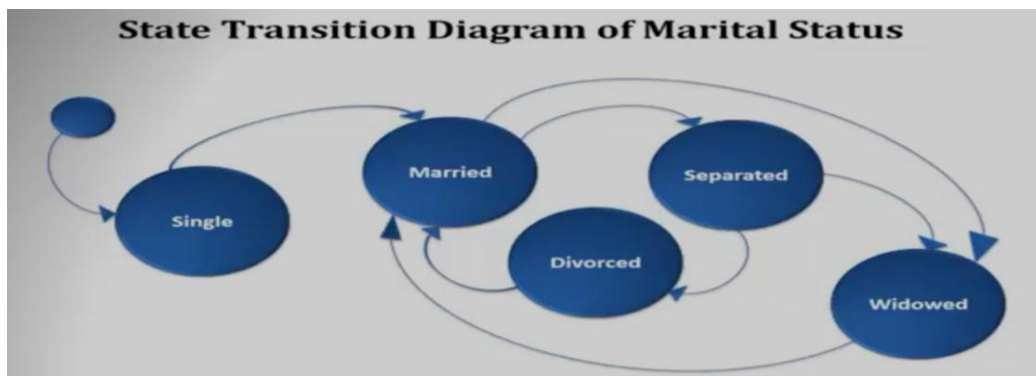 State Transition Diagram of Marital Status
Married
Separated
Single
Divorced
Widowed